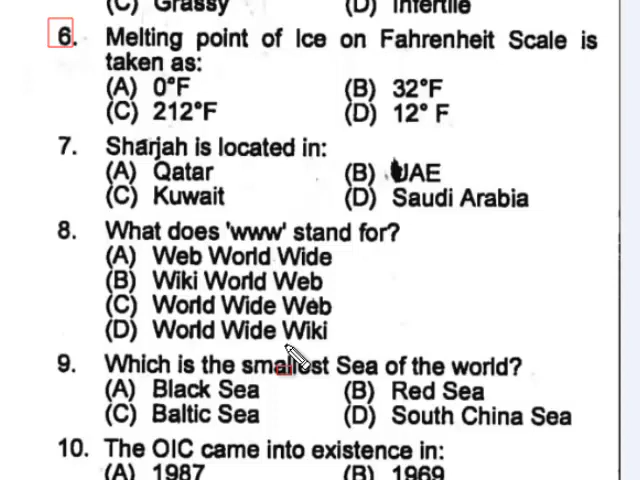 (C) Grassy (D) Infertile
6. Melting point of Ice on Fahrenheit Scale is
taken as:
(A) 0°F (B) 32°F
(C) 212°F (D) 12° F
7. Sharjah is located in:
(A) Qatar (B) UAE
(C) Kuwait (D) Saudi Arabia
8. What does 'www' stand for?
(A) Web World Wide
(B) Wiki World Web
(C) World Wide Web
(D) World Wide Wiki
9. Which is the smallest Sea of the world?
(A) Black Sea (B) Red Sea
(C) Baltic Sea (D) South China Sea
10. The OIC came into existence in:
(A) 1987 (B) 1969